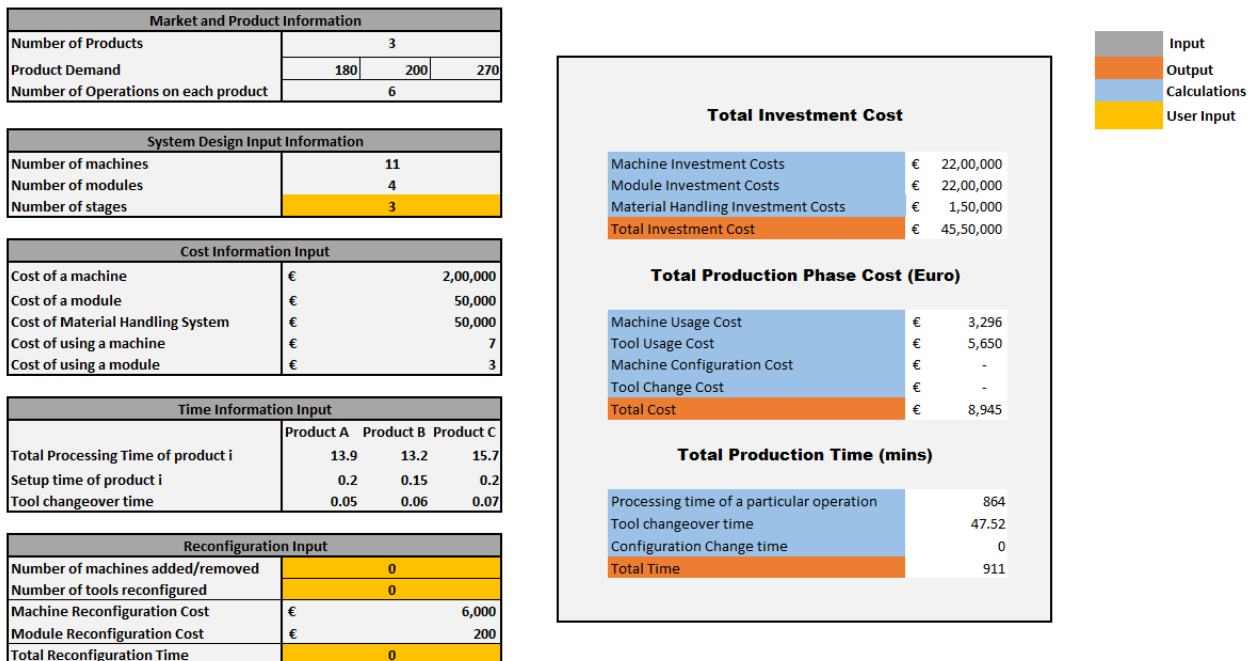 Market and Product Information
Number of Products 3
Product Demand 180 200 270
Number of Operations on each product 6
System Design Input Information
Number of machines 11
Number of modules 4
Number of stages 3
Cost Information Input
Cost of a machine € 2,00,000
Cost of a module € 50,000
Cost of Material Handling System € 50,000
Cost of using a machine € 7
Cost of using a module € 3
Time Information Input
Product A Product B Product C
Total Processing Time of product i 13.9 13.2 15.7
Setup time of product i 0.2 0.15 0.2
Tool changeover time 0.05 0.06 0.07
Reconfiguration Input
Number of machines added/removed 0
Number of tools reconfigured 0
Machine Reconfiguration Cost € 6,000
Module Reconfiguration Cost € 200
Total Reconfiguration Time 0
Total Investment Cost
Machine Investment Costs € 22,00,000
Module Investment Costs € 22,00,000
Material Handling Investment Costs € 1,50,000
Total Investment Cost € 45,50,000
Total Production Phase Cost (Euro)
Machine Usage Cost € 3,296
Tool Usage Cost € 5,650
Machine Configuration Cost € -
Tool Change Cost € -
Total Cost € 8,945
Total Production Time (mins)
Processing time of a particular operation 864
Tool changeover time 47.52
Configuration Change time 0
Total Time 911
Input
Output
Calculations
User Input